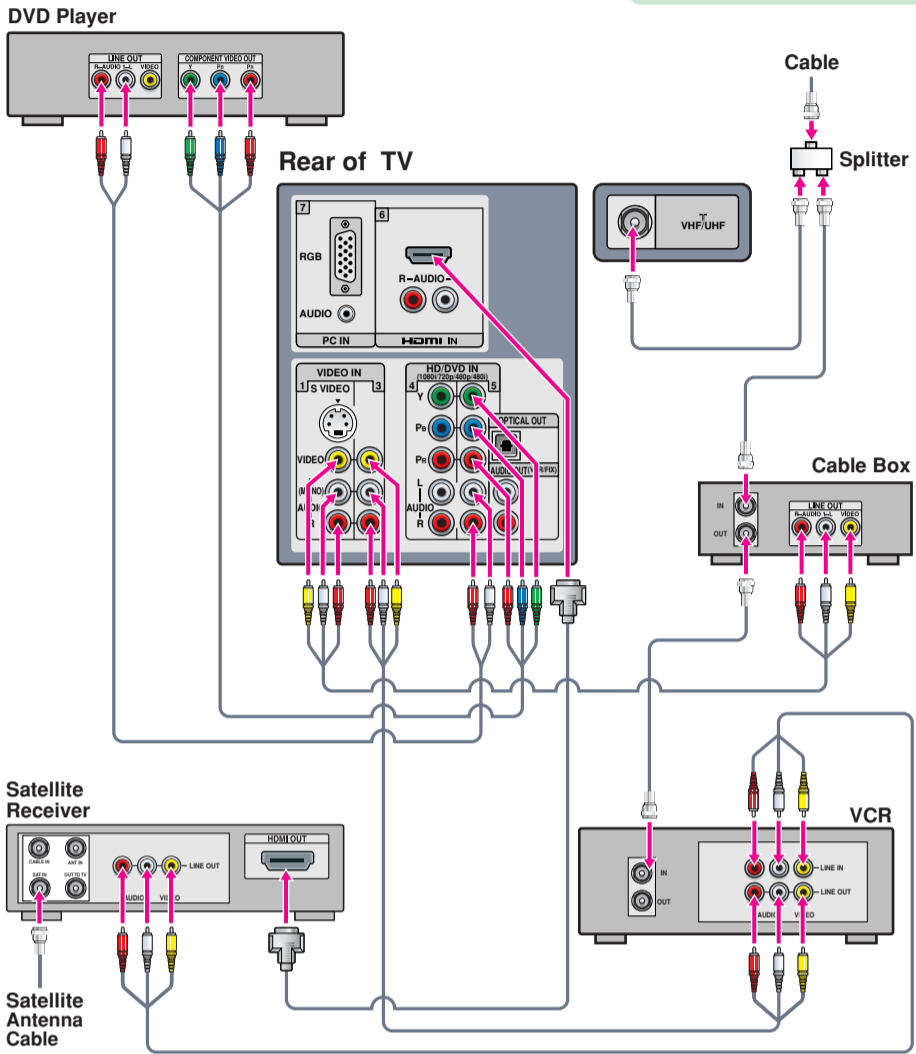 DVD Player
LINE OUT
R–AUDIO–L VIDEO
COMPONENT VIDEO OUT
Y PB PR
Cable
Splitter
Rear of TV
7
RGB
AUDIO
PC IN
6
R–AUDIO–L
HDMI IN
VHF/UHF
VIDEO IN
1 S VIDEO 3
VIDEO
(MONO)
AUDIO
R
HD/DVD IN
(1080i/720p/480p/480i)
4 5
Y
PB
PR
L
AUDIO
R
OPTICAL OUT
Cable Box
IN
OUT
LINE OUT
R–AUDIO–L VIDEO
Satellite
Receiver
CABLE IN
ANT IN
SAT IN
OUT TO TV
LINE OUT
AUDIO VIDEO
HDMI OUT
Satellite
Antenna
Cable
VCR
IN
OUT
LINE IN
LINE OUT
AUDIO VIDEO